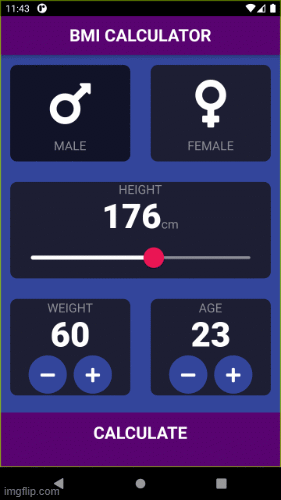 11:43
BMI CALCULATOR
MALE
FEMALE
HEIGHT
176cm
WEIGHT
60
AGE
23
CALCULATE
imgflip.com